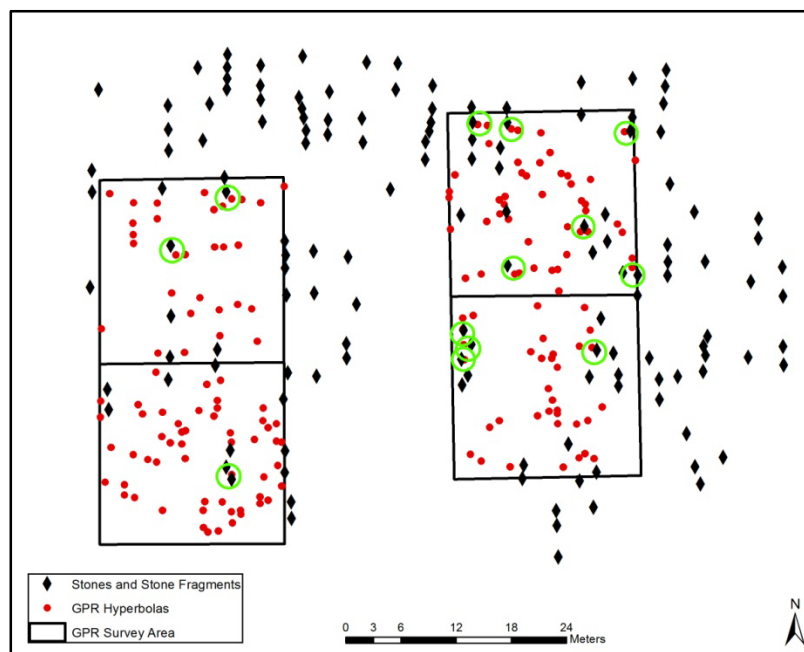 Stones and Stone Fragments
GPR Hyperbolas
GPR Survey Area
0 3 6 12 18 24
Meters
N